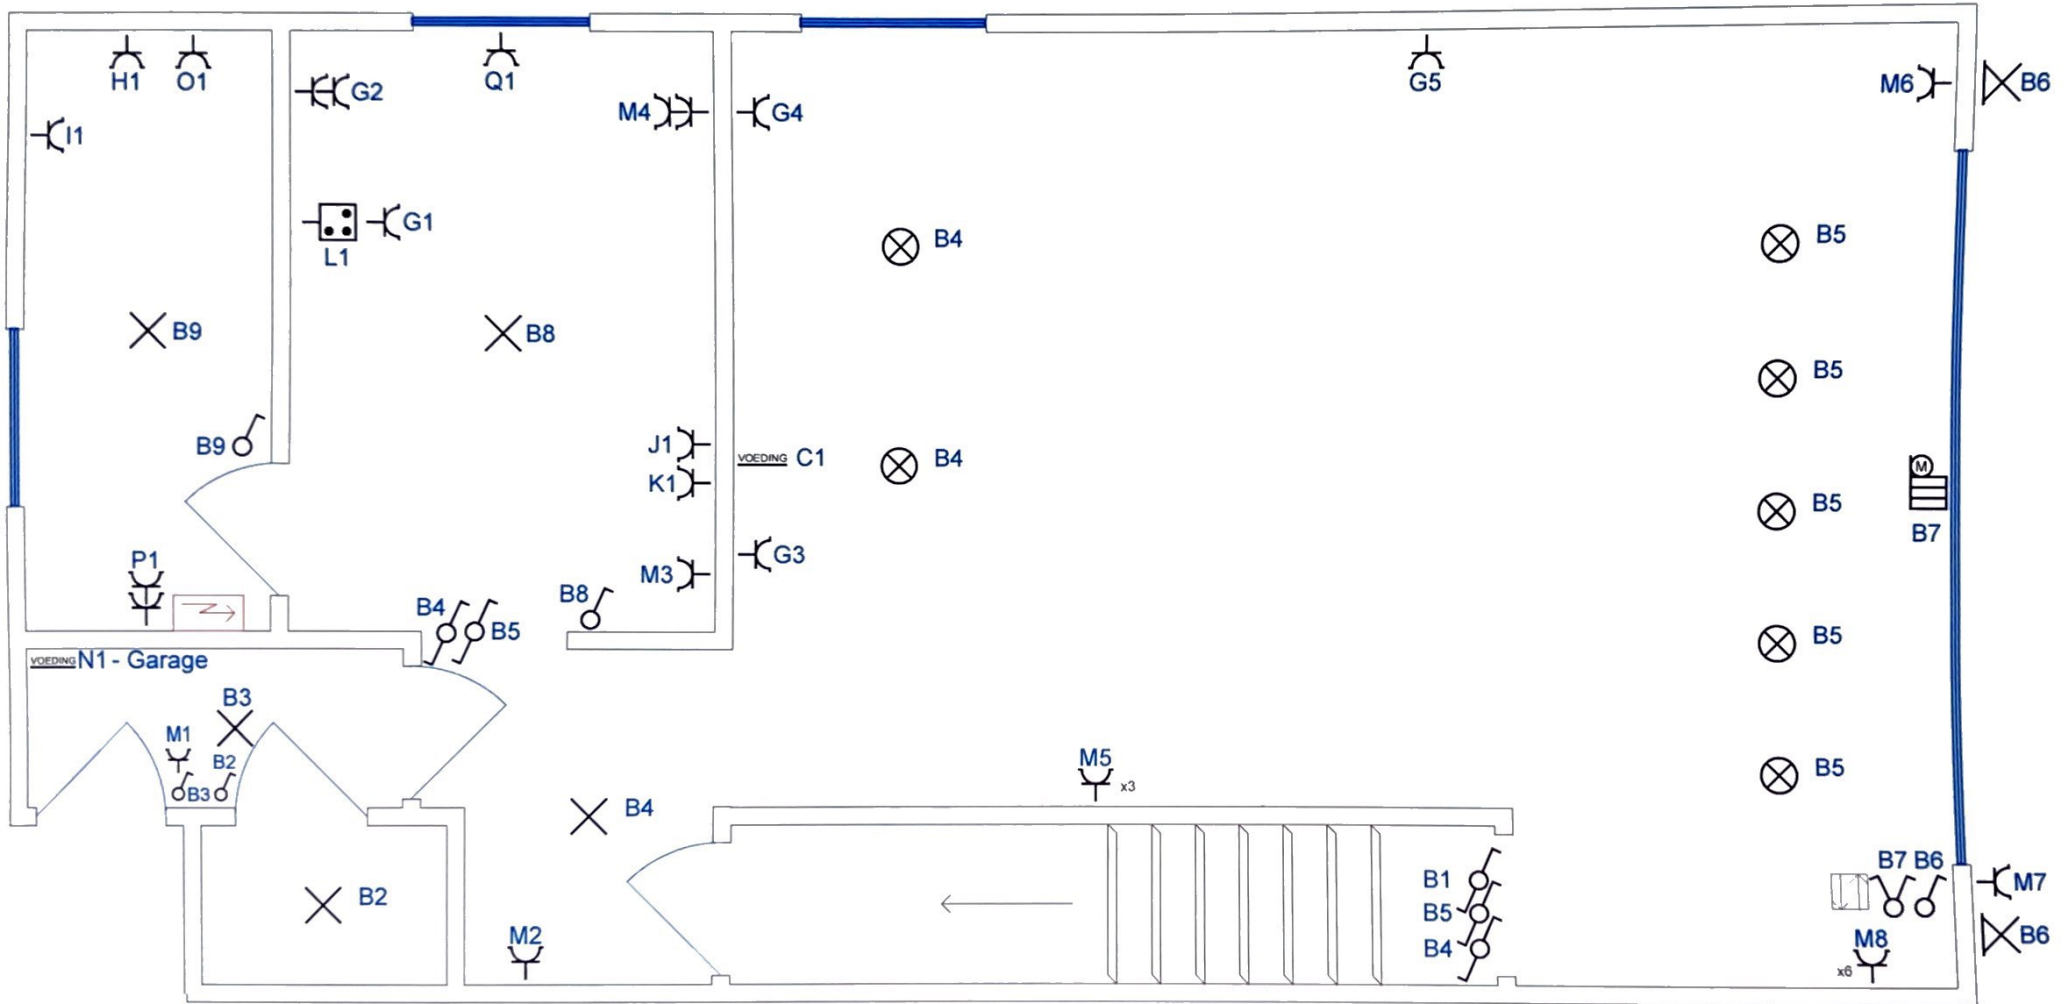 H1
O1
Q1
G5
G2
M6
B6
M4
G4
I1
G1
L1
B4
B5
B9
B8
B5
J1
B9
VOEDING C1
B4
M
K1
B5
B7
P1
G3
M3
B8
B4
B5
B5
VOEDING N1 - Garage
B3
M1
B2
M5
x3
B5
B3
B4
B7 B6
B1
M7
B2
B5
M2
B4
M8
B6
x6